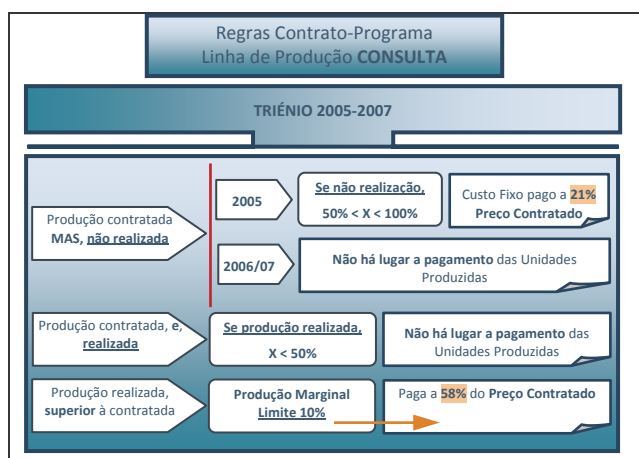 Regras Contrato-Programa
Linha de Produção CONSULTA
TRIÉNIO 2005-2007
Produção contratada
MAS, não realizada
2005
Se não realização,
50% < X < 100%
Custo Fixo pago a 21%
Preço Contratado
2006/07
Não há lugar a pagamento das Unidades
Produzidas
Produção contratada, e,
realizada
Se produção realizada,
X < 50%
Não há lugar a pagamento das
Unidades Produzidas
Produção realizada,
superior à contratada
Produção Marginal
Limite 10%
Paga a 58% do Preço Contratado